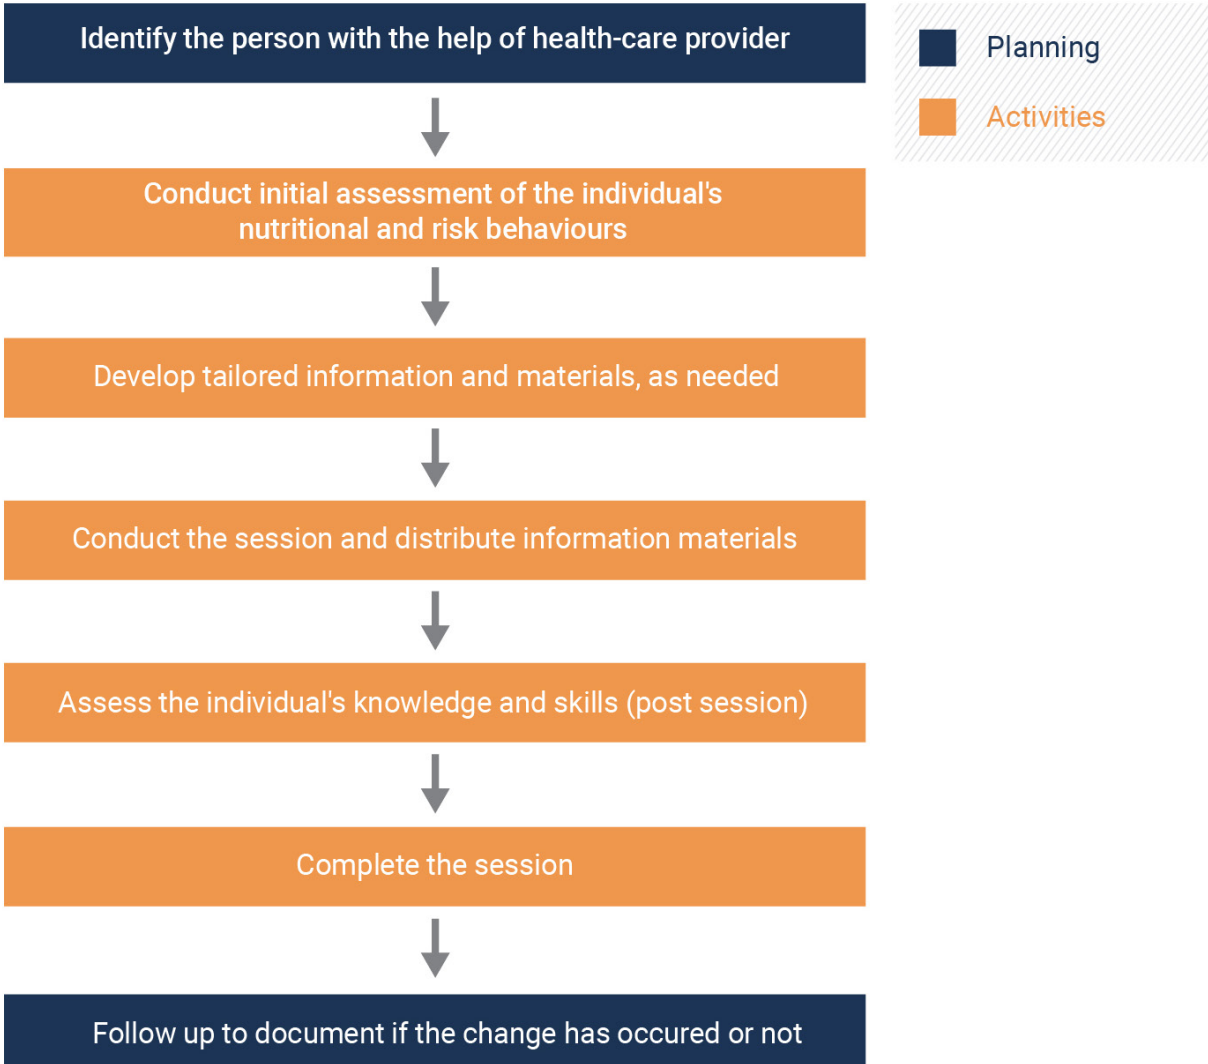 Identify the person with the help of health-care provider
Planning
Activities
Conduct initial assessment of the individual's
nutritional and risk behaviours
Develop tailored information and materials, as needed
Conduct the session and distribute information materials
Assess the individual's knowledge and skills (post session)
Complete the session
Follow up to document if the change has occured or not